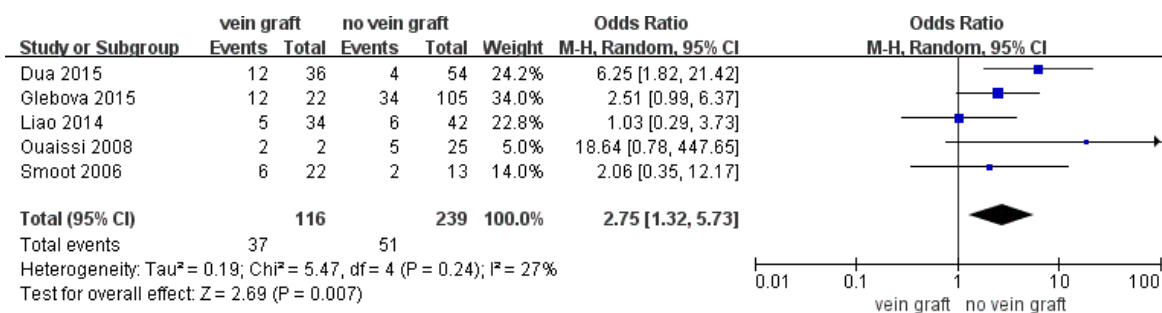 vein graft no vein graft Odds Ratio Odds Ratio
Study or Subgroup Events Total Events Total Weight M-H, Random, 95% CI M-H, Random, 95% CI
Dua 2015 12 36 4 54 24.2% 6.25 [1.82, 21.42]
Glebova 2015 12 22 34 105 34.0% 2.51 [0.99, 6.37]
Liao 2014 5 34 6 42 22.8% 1.03 [0.29, 3.73]
Ouaissi 2008 2 2 5 25 5.0% 18.64 [0.78, 447.65]
Smoot 2006 6 22 2 13 14.0% 2.06 [0.35, 12.17]
Total (95% CI) 116 239 100.0% 2.75 [1.32, 5.73]
Total events 37 51
Heterogeneity: Tau² = 0.19; Chi² = 5.47, df = 4 (P = 0.24); I² = 27%
Test for overall effect: Z = 2.69 (P = 0.007)
0.01 0.1 1 10 100
vein graft no vein graft